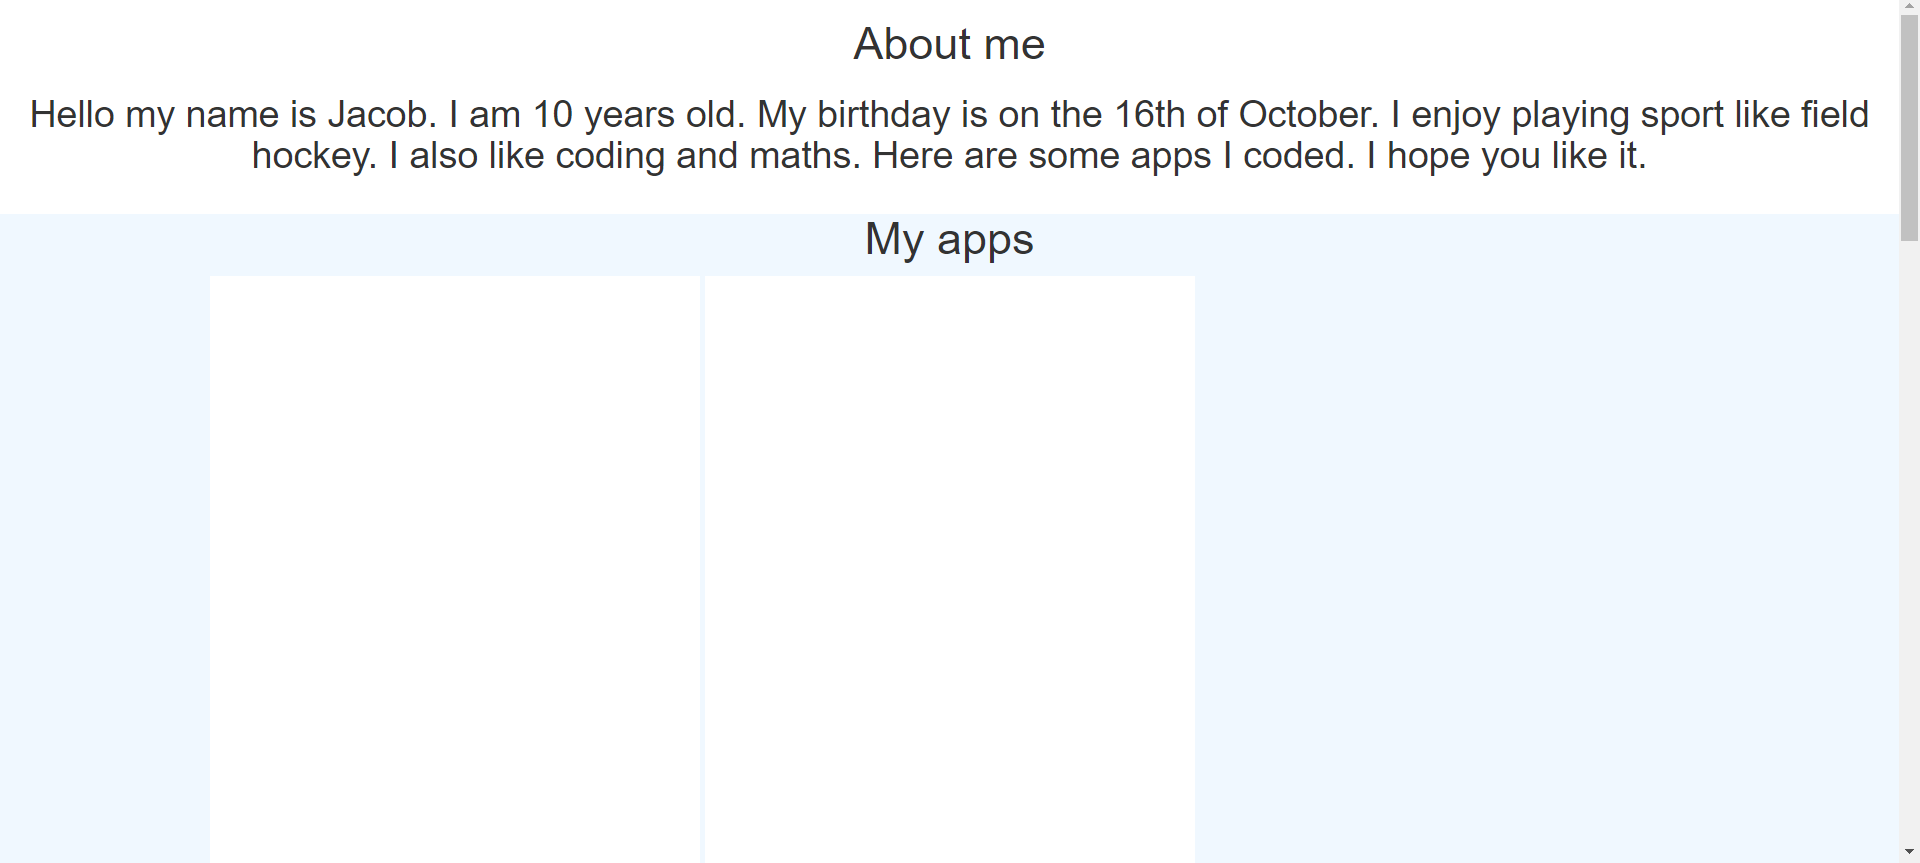 About me
Hello my name is Jacob. I am 10 years old. My birthday is on the 16th of October. I enjoy playing sport like field
hockey. I also like coding and maths. Here are some apps I coded. I hope you like it.
My apps